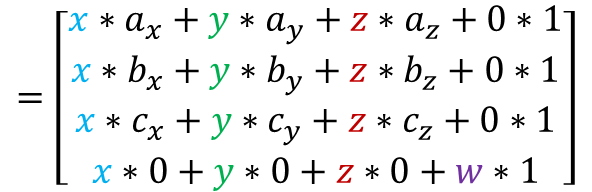 x * a_x + y * a_y + z * a_z + 0 * 1
= x * b_x + y * b_y + z * b_z + 0 * 1
x * c_x + y * c_y + z * c_z + 0 * 1
x * 0 + y * 0 + z * 0 + w * 1